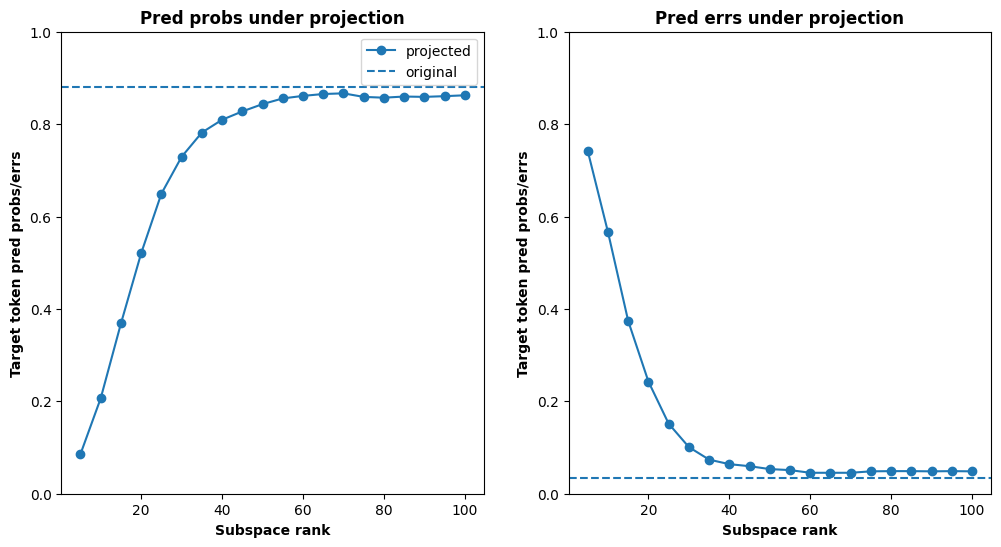 Pred probs under projection
Target token pred probs/errs
1.0
0.8
0.6
0.4
0.2
0.0
projected
original
20
40
60
80
100
Subspace rank
Pred errs under projection
Target token pred probs/errs
1.0
0.8
0.6
0.4
0.2
0.0
20
40
60
80
100
Subspace rank